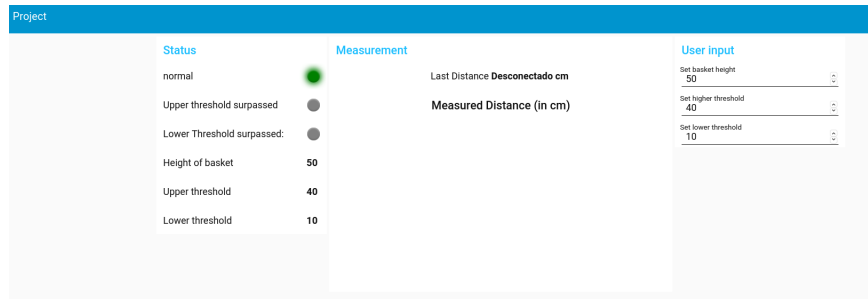 Project
Status
normal
Upper threshold surpassed
Lower Threshold surpassed:
Height of basket 50
Upper threshold 40
Lower threshold 10
Measurement
Last Distance Desconectado cm
Measured Distance (in cm)
User input
Set basket height
50
Set higher threshold
40
Set lower threshold
10